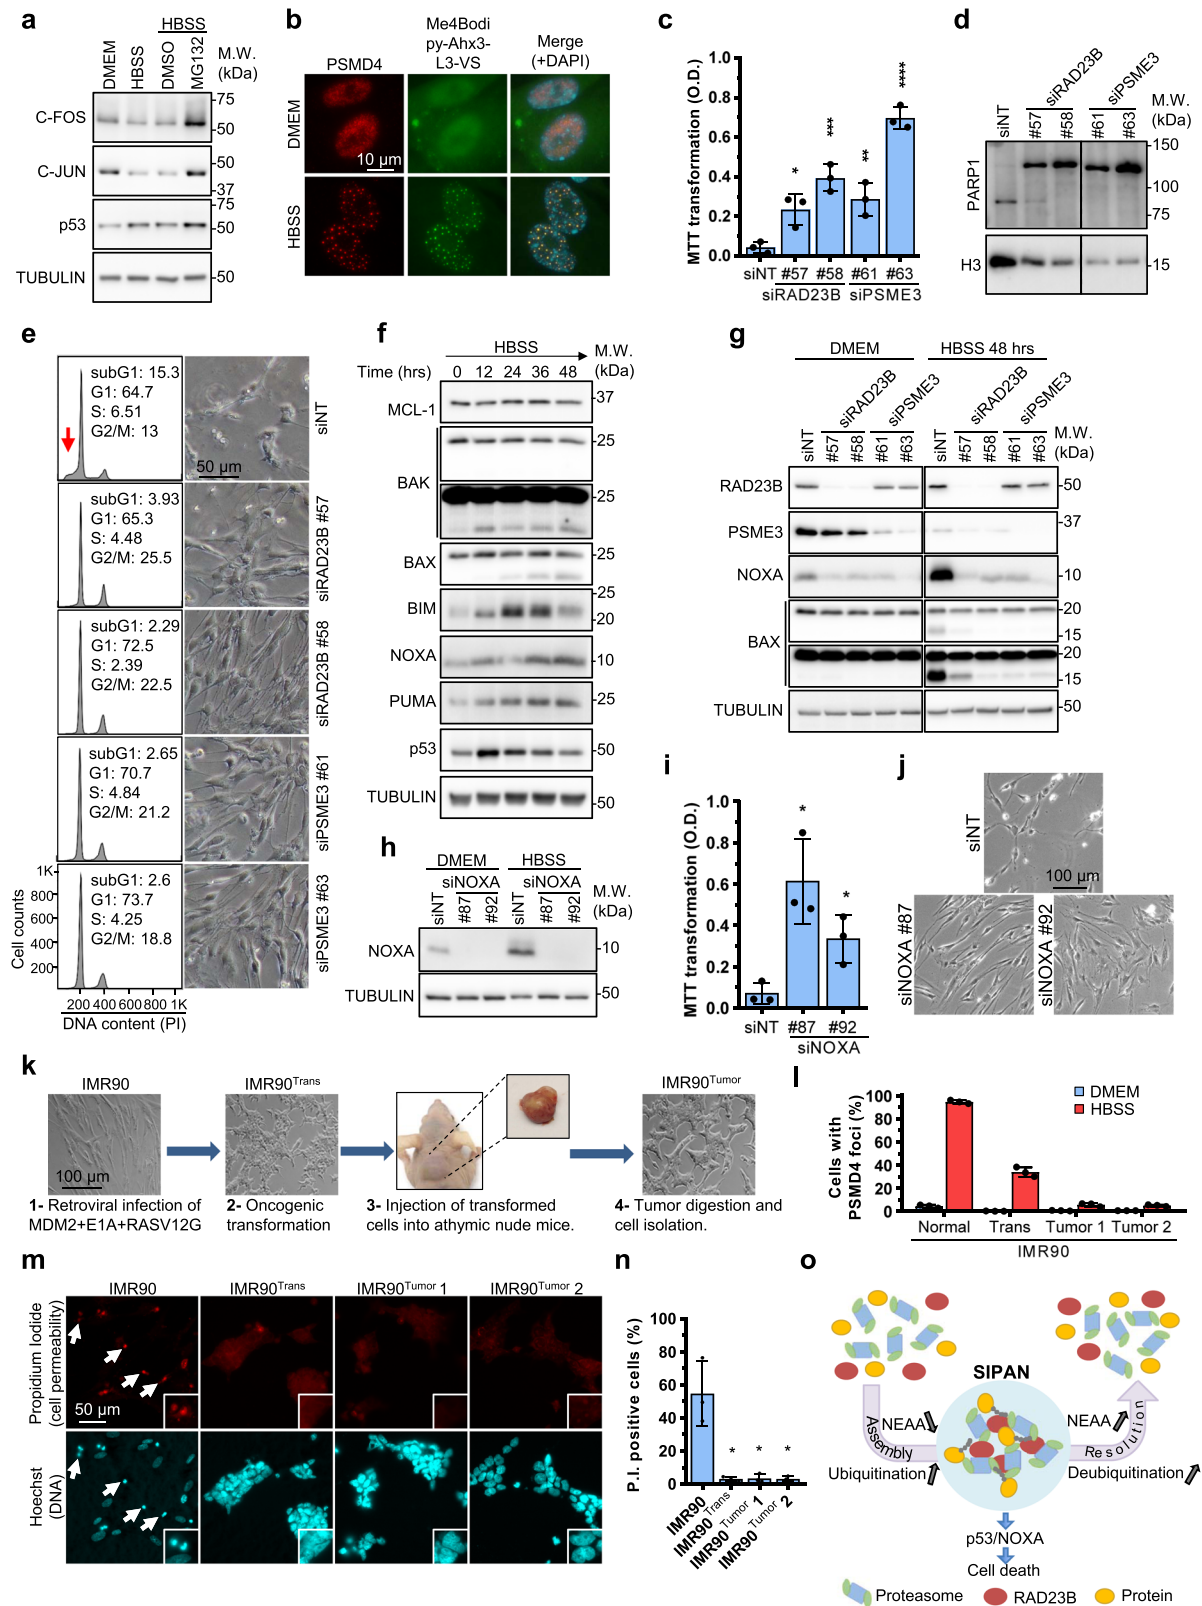 a
HBSS
DMEM
HBSS
DMSO
MG132
M.W.
(kDa)
C-FOS
75
50
C-JUN
50
37
p53
50
TUBULIN
50
b
PSMD4
Me4Bodi
py-Ahx3-
L3-VS
Merge
(+DAPI)
DMEM
10 µm
HBSS
c
MTT transformation (O.D.)
1.0
0.8
0.6
0.4
0.2
0.0
*
***
**
****
siNT
#57
#58
#61
#63
siRAD23B
siPSME3
d
siNT
siRAD23B
siPSME3
#57
#58
#61
#63
M.W.
(kDa)
PARP1
150
100
75
H3
15
e
subG1: 15.3
G1: 64.7
S: 6.51
G2/M: 13
50 µm
siNT
subG1: 3.93
G1: 65.3
S: 4.48
G2/M: 25.5
siRAD23B #57
subG1: 2.29
G1: 72.5
S: 2.39
G2/M: 22.5
siRAD23B #58
subG1: 2.65
G1: 70.7
S: 4.84
G2/M: 21.2
siPSME3 #61
subG1: 2.6
G1: 73.7
S: 4.25
G2/M: 18.8
siPSME3 #63
Cell counts
1K
800
600
400
200
200 400 600 800 1K
DNA content (PI)
f
HBSS
M.W.
(kDa)
Time (hrs) 0 12 24 36 48
MCL-1
37
BAK
25
25
BAX
25
BIM
25
20
NOXA
10
PUMA
25
p53
50
TUBULIN
50
g
DMEM
HBSS 48 hrs
siNT
siRAD23B
siPSME3
siNT
siRAD23B
siPSME3
#57
#58
#61
#63
#57
#58
#61
#63
M.W.
(kDa)
RAD23B
50
PSME3
37
NOXA
10
BAX
20
15
20
15
TUBULIN
50
h
DMEM
HBSS
siNOXA
siNOXA
siNT
#87
#92
siNT
#87
#92
M.W.
(kDa)
NOXA
10
TUBULIN
50
i
MTT transformation (O.D.)
1.0
0.8
0.6
0.4
0.2
0.0
*
*
siNT
#87
#92
siNOXA
j
siNT
100 µm
siNOXA #87
siNOXA #92
k
IMR90
IMR90Trans
IMR90Tumor
100 µm
1- Retroviral infection of
MDM2+E1A+RASV12G
2- Oncogenic
transformation
3- Injection of transformed
cells into athymic nude mice.
4- Tumor digestion and
cell isolation.
l
DMEM
HBSS
Cells with
PSMD4 foci (%)
100
80
60
40
20
0
Normal
Trans
Tumor 1
Tumor 2
IMR90
m
IMR90
IMR90Trans
IMR90Tumor 1
IMR90Tumor 2
Propidium Iodide
(cell permeability)
50 µm
Hoechst
(DNA)
n
P.I. positive cells (%)
100
80
60
40
20
0
*
*
*
IMR90
IMR90Trans
IMR90Tumor 1
IMR90Tumor 2
o
SIPAN
Assembly
NEAA
Ubiquitination
NEAA
Resolution
Deubiquitination
p53/NOXA
Cell death
Proteasome
RAD23B
Protein